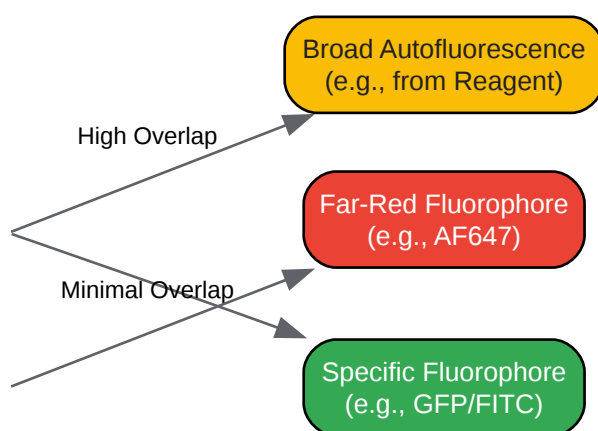 Broad Autofluorescence
(e.g., from Reagent)
High Overlap
Far-Red Fluorophore
(e.g., AF647)
Minimal Overlap
Specific Fluorophore
(e.g., GFP/FITC)